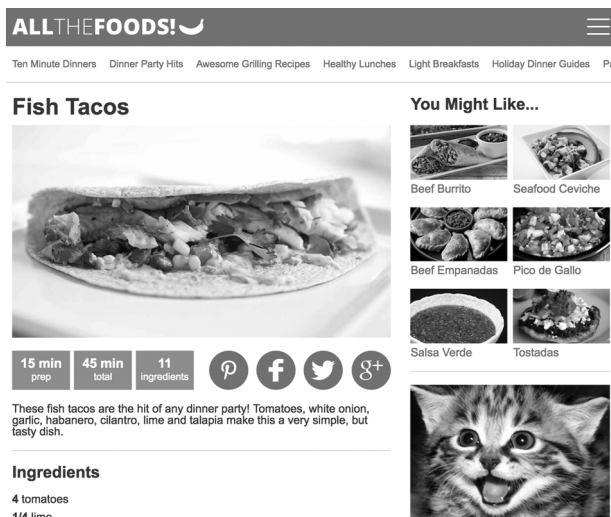 ALLTHEFOODS!
Ten Minute Dinners Dinner Party Hits Awesome Grilling Recipes Healthy Lunches Light Breakfasts Holiday Dinner Guides
Fish Tacos
15 min
prep
45 min
total
11
ingredients
g+
These fish tacos are the hit of any dinner party! Tomatoes, white onion,
garlic, habanero, cilantro, lime and talapia make this a very simple, but
tasty dish.
Ingredients
4 tomatoes
1/4 lime
You Might Like...
Beef Burrito
Seafood Ceviche
Beef Empanadas
Pico de Gallo
Salsa Verde
Tostadas